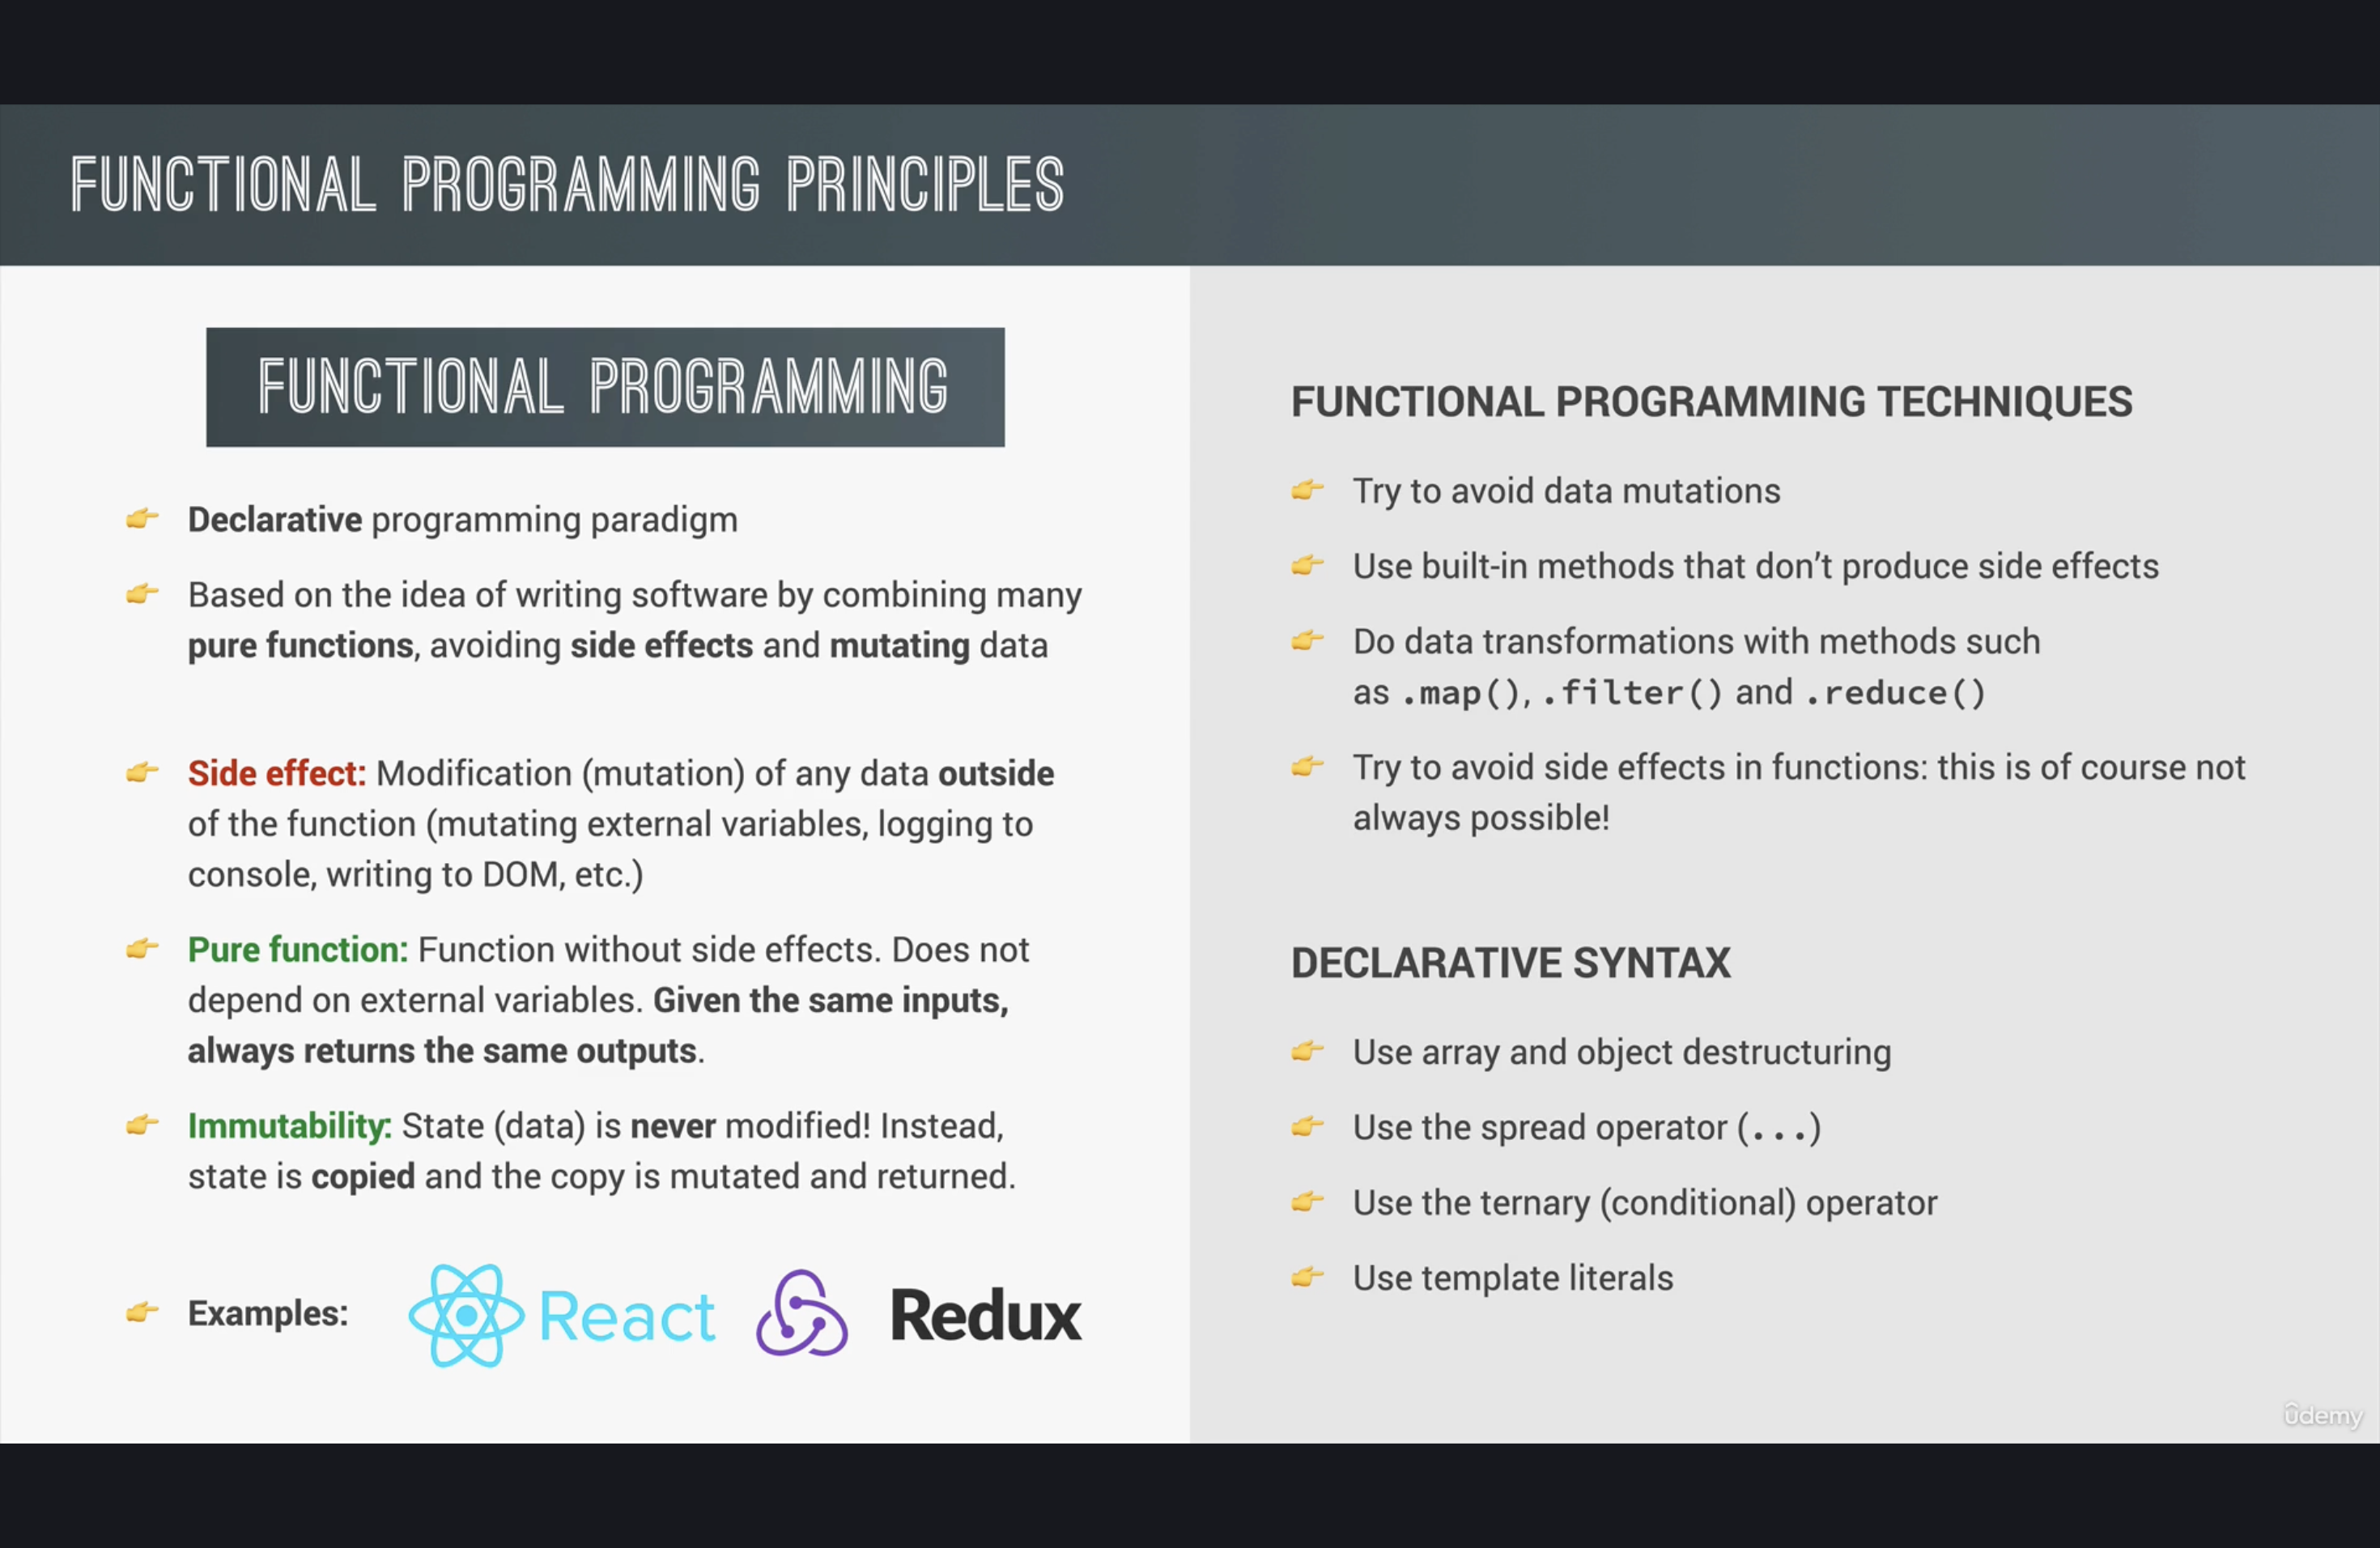 FUNCTIONAL PROGRAMMING PRINCIPLES
FUNCTIONAL PROGRAMMING
👉 Declarative programming paradigm
👉 Based on the idea of writing software by combining many
pure functions, avoiding side effects and mutating data
👉 Side effect: Modification (mutation) of any data outside
of the function (mutating external variables, logging to
console, writing to DOM, etc.)
👉 Pure function: Function without side effects. Does not
depend on external variables. Given the same inputs,
always returns the same outputs.
👉 Immutability: State (data) is never modified! Instead,
state is copied and the copy is mutated and returned.
👉 Examples: React Redux
FUNCTIONAL PROGRAMMING TECHNIQUES
👉 Try to avoid data mutations
👉 Use built-in methods that don’t produce side effects
👉 Do data transformations with methods such
as .map(), .filter() and .reduce()
👉 Try to avoid side effects in functions: this is of course not
always possible!
DECLARATIVE SYNTAX
👉 Use array and object destructuring
👉 Use the spread operator (...)
👉 Use the ternary (conditional) operator
👉 Use template literals
ûdemy